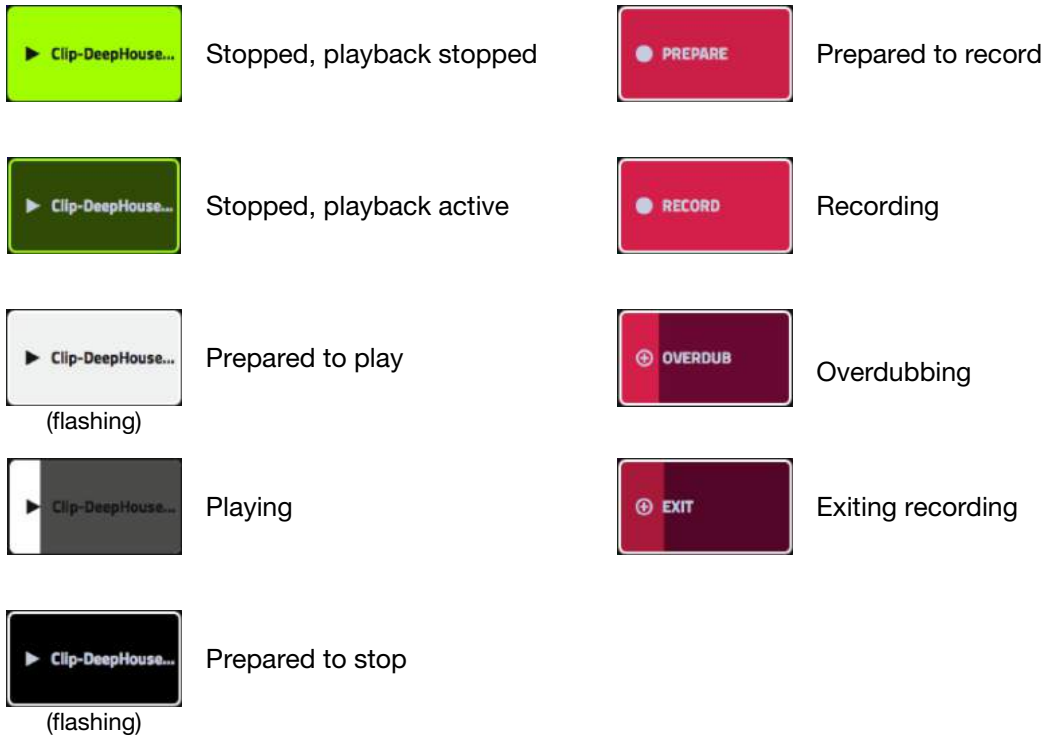 Clip-DeepHouse...
Stopped, playback stopped
PREPARE
Prepared to record
Clip-DeepHouse...
Stopped, playback active
RECORD
Recording
Clip-DeepHouse...
Prepared to play
(flashing)
OVERDUB
Overdubbing
Clip-DeepHouse...
Playing
EXIT
Exiting recording
Clip-DeepHouse...
Prepared to stop
(flashing)